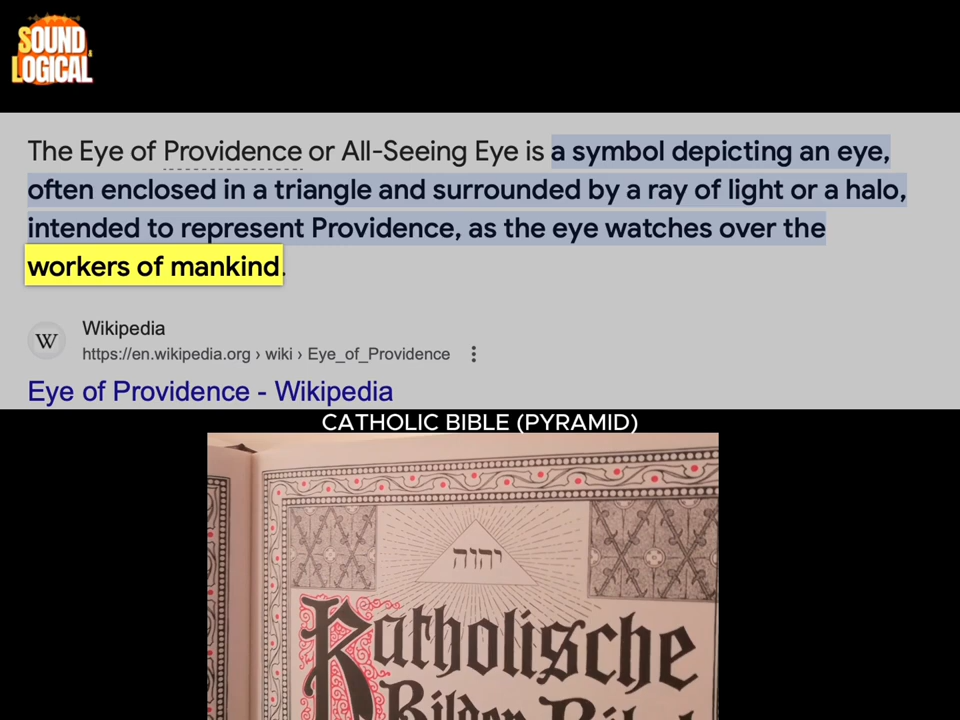 SOUND
LOGICAL
The Eye of Providence or All-Seeing Eye is a symbol depicting an eye,
often enclosed in a triangle and surrounded by a ray of light or a halo,
intended to represent Providence, as the eye watches over the
workers of mankind.
W
Wikipedia
https://en.wikipedia.org › wiki › Eye_of_Providence
Eye of Providence - Wikipedia
CATHOLIC BIBLE (PYRAMID)
יהוה
Katholische
Bilder Bibel